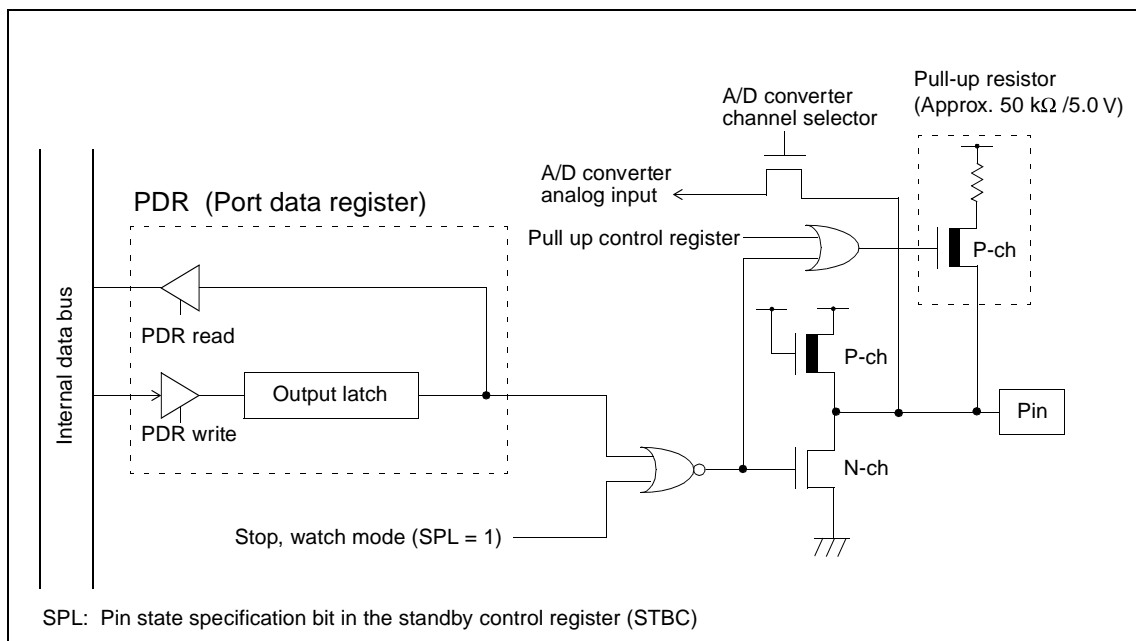 Pull-up resistor
(Approx. 50 kΩ /5.0 V)
A/D converter
channel selector
A/D converter
analog input
PDR (Port data register)
Pull up control register
P-ch
Internal data bus
PDR read
P-ch
Output latch
Pin
PDR write
N-ch
Stop, watch mode (SPL = 1)
SPL: Pin state specification bit in the standby control register (STBC)